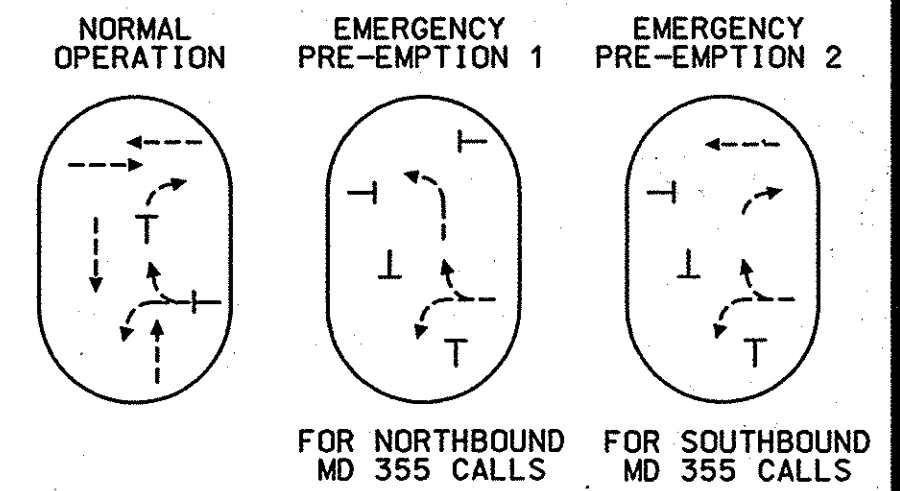 NORMAL
OPERATION
EMERGENCY
PRE-EMPTION 1
EMERGENCY
PRE-EMPTION 2
FOR NORTHBOUND
MD 355 CALLS
FOR SOUTHBOUND
MD 355 CALLS